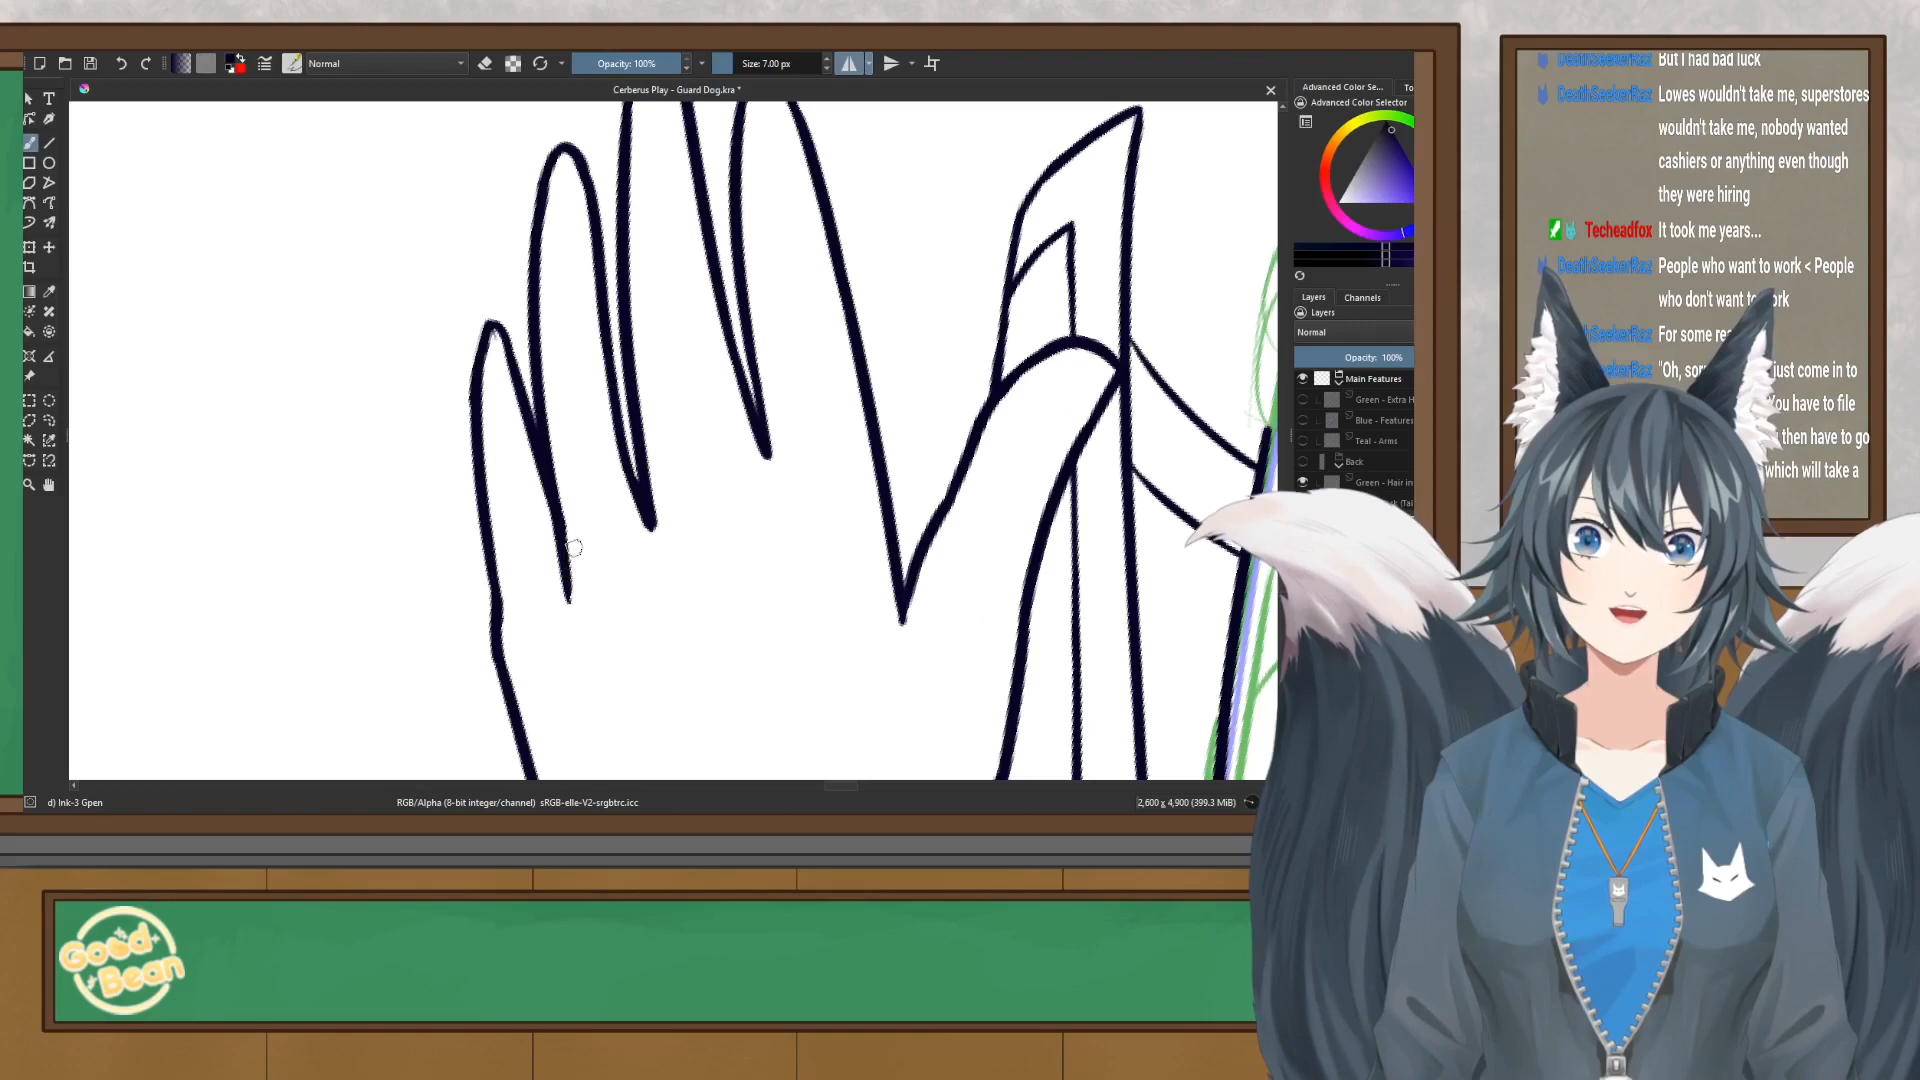 Normal
Opacity: 100%
Size: 7.00 px
Cerberus Play - Guard Dog.kra *
Advanced Color Se...
To
Advanced Color Selector
Layers
Channels
Layers
Normal
Opacity: 100%
Main Features
Green - Extra H
Blue - Features
Teal - Arms
Back
Green - Hair in
d) Ink-3 Gpen
RGB/Alpha (8-bit integer/channel) sRGB-elle-V2-srgbtrc.icc
2,600 x 4,900 (399.3 MiB)
DeathSeekerRaz But I had bad luck
DeathSeekerRaz Lowes wouldn't take me, superstores
wouldn't take me, nobody wanted
cashiers or anything even though
they were hiring
Techeadfox It took me years...
DeathSeekerRaz People who want to work < People
who don't want to
For some
"Oh, just come in to
You have to file
then have to go
which will take a
Good
Bean